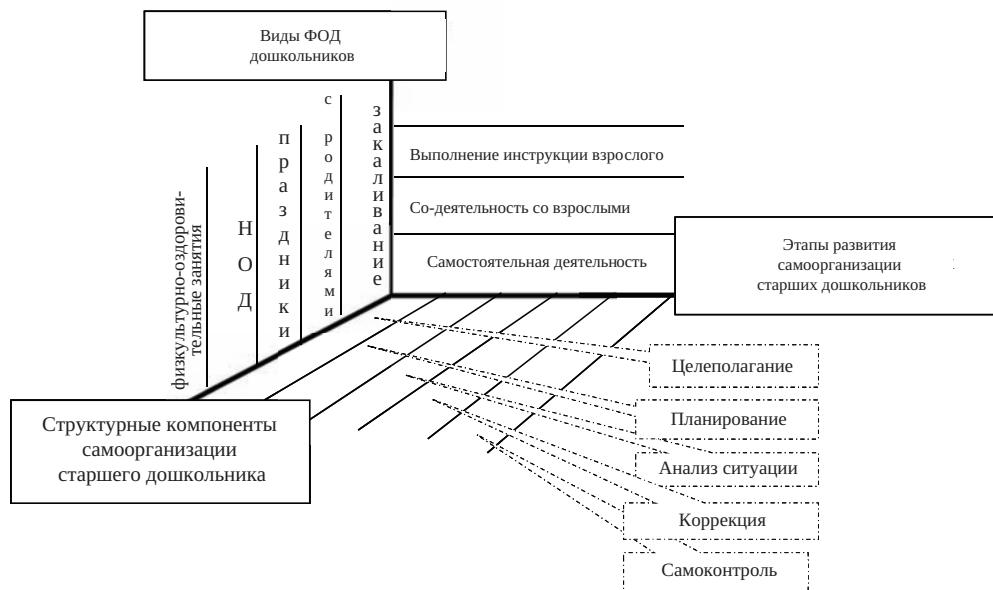 Виды ФОД
дошкольников
физкультурно-оздорови-
тельные занятия
НОД
праздники
с родителями
закаливание
Выполнение инструкции взрослого
Со-деятельность со взрослыми
Самостоятельная деятельность
Этапы развития
самоорганизации
старших дошкольников
Структурные компоненты
самоорганизации
старшего дошкольника
Целеполагание
Планирование
Анализ ситуации
Коррекция
Самоконтроль